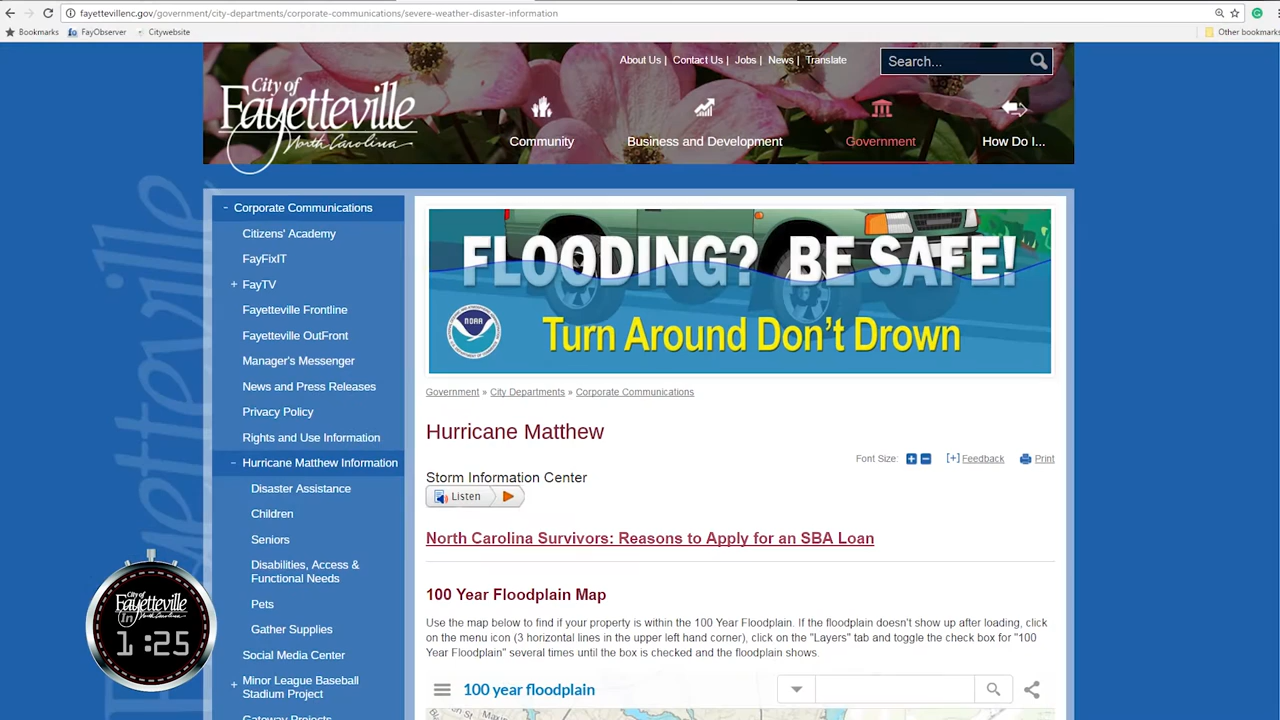 fayettevillenc.gov/government/city-departments/corporate-communications/severe-weather-disaster-information
Bookmarks FayObserver Citywebsite Other bookmarks
About Us | Contact Us | Jobs | News | Translate
Search...
City of
Fayetteville
North Carolina
Community
Business and Development
Government
How Do I...
- Corporate Communications
Citizens' Academy
FayFixIT
+ FayTV
Fayetteville Frontline
Fayetteville OutFront
Manager's Messenger
News and Press Releases
Privacy Policy
Rights and Use Information
- Hurricane Matthew Information
Disaster Assistance
Children
Seniors
Disabilities, Access &
Functional Needs
Pets
Gather Supplies
Social Media Center
+ Minor League Baseball
Stadium Project
Gateway Projects
FLOODING? BE SAFE!
NOAA
Turn Around Don't Drown
Government » City Departments » Corporate Communications
Hurricane Matthew
Font Size: [+] Feedback Print
Storm Information Center
Listen
North Carolina Survivors: Reasons to Apply for an SBA Loan
100 Year Floodplain Map
Use the map below to find if your property is within the 100 Year Floodplain. If the floodplain doesn't show up after loading, click
on the menu icon (3 horizontal lines in the upper left hand corner), click on the "Layers" tab and toggle the check box for "100
Year Floodplain" several times until the box is checked and the floodplain shows.
100 year floodplain
City of
Fayetteville
In North Carolina
1:25